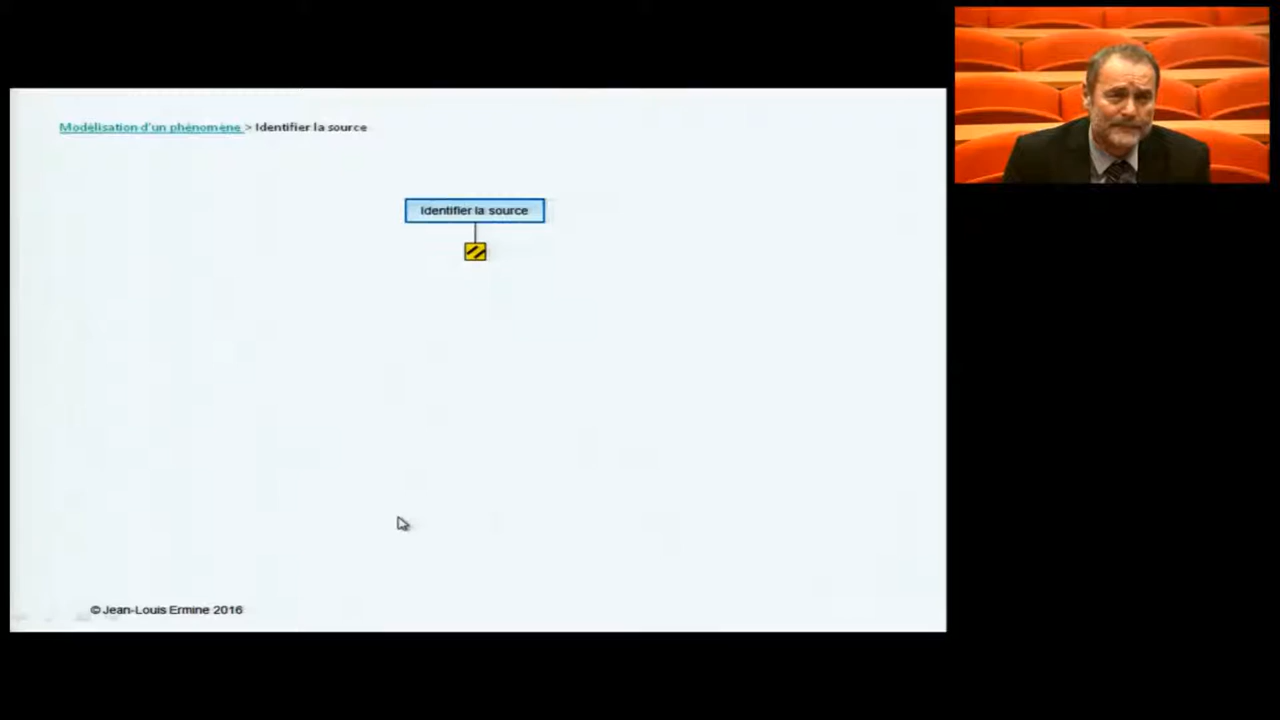 Modélisation d'un phénomène > Identifier la source
Identifier la source
© Jean-Louis Ermine 2016